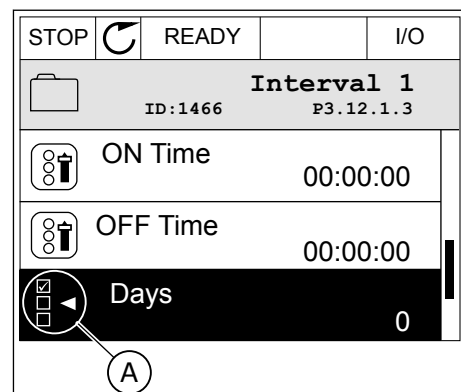 STOP READY I/O
Interval 1
ID:1466 P3.12.1.3
ON Time
00:00:00
OFF Time
00:00:00
Days
0
A